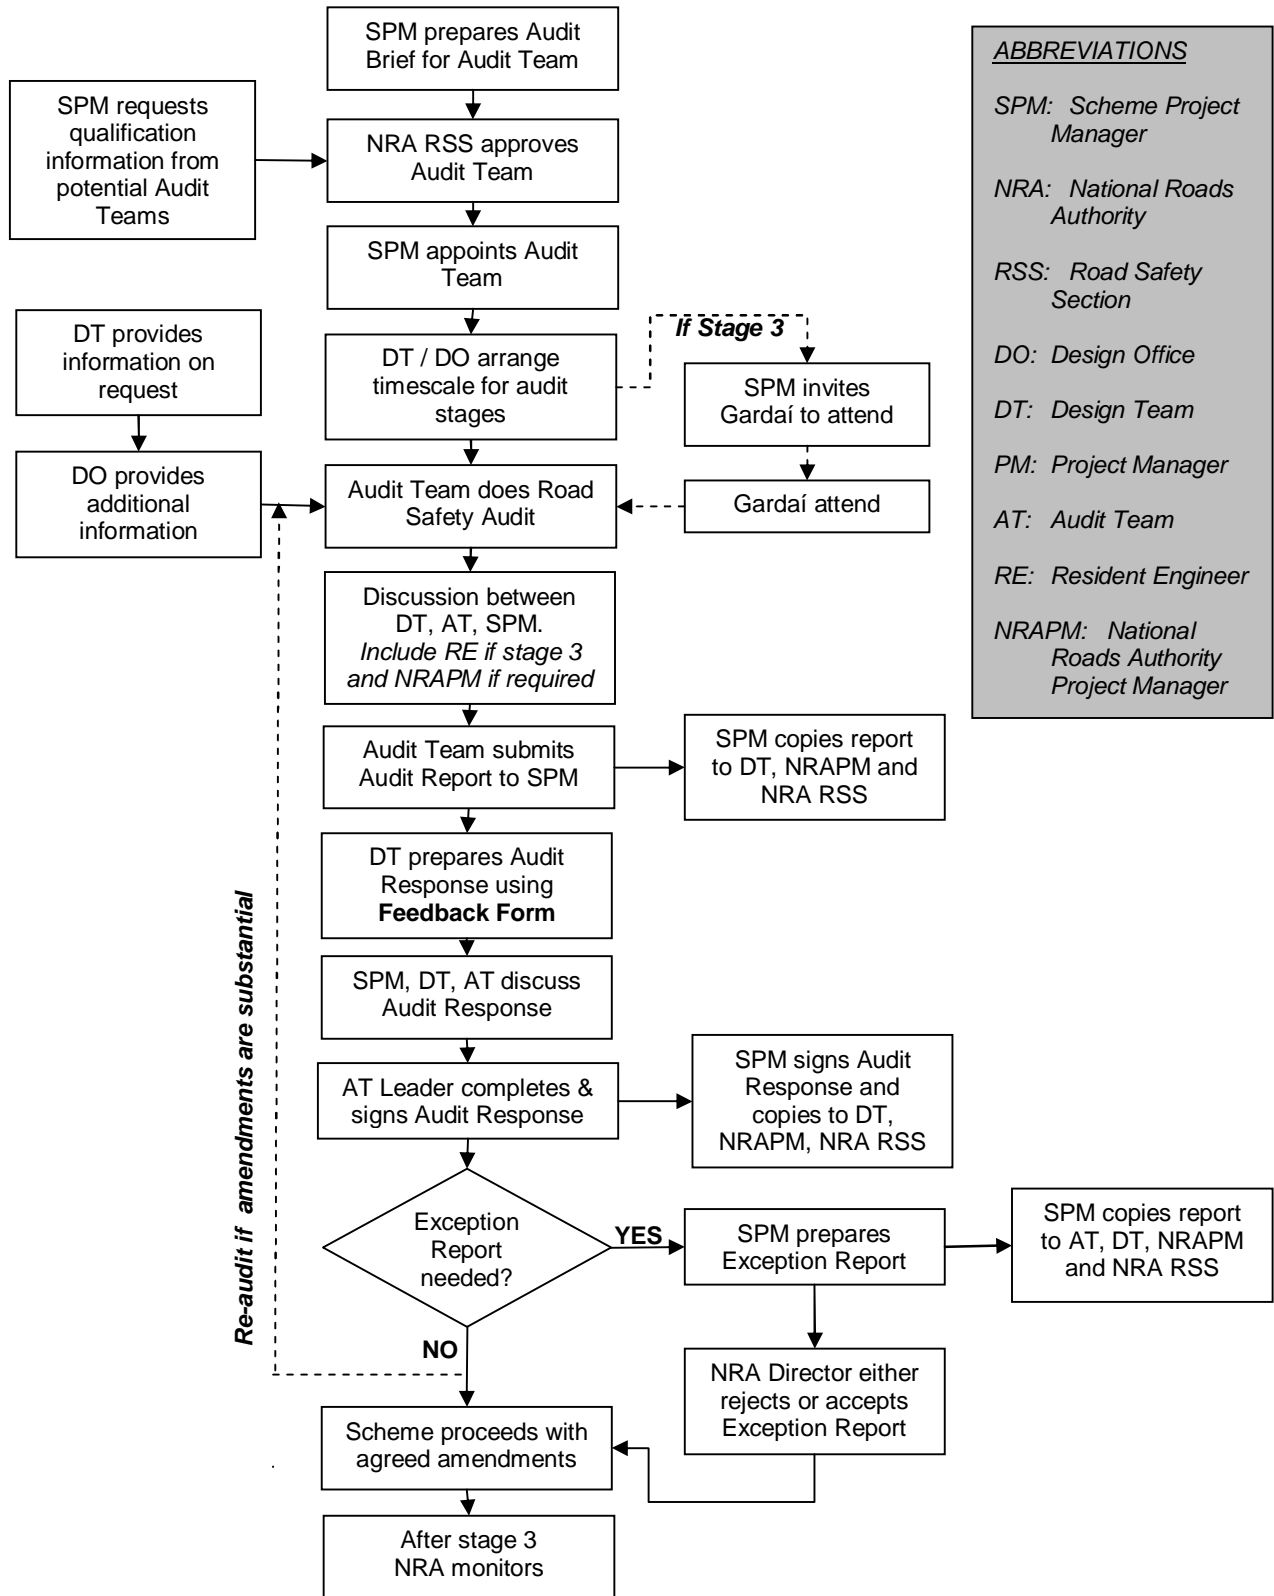 SPM prepares Audit
Brief for Audit Team
SPM requests
qualification
information from
potential Audit
Teams
NRA RSS approves
Audit Team
SPM appoints Audit
Team
DT provides
information on
request
DT / DO arrange
timescale for audit
stages
If Stage 3
SPM invites
Gardaí to attend
DO provides
additional
information
Audit Team does Road
Safety Audit
Gardaí attend
Discussion between
DT, AT, SPM.
Include RE if stage 3
and NRAPM if required
Audit Team submits
Audit Report to SPM
SPM copies report
to DT, NRAPM and
NRA RSS
DT prepares Audit
Response using
Feedback Form
SPM, DT, AT discuss
Audit Response
AT Leader completes &
signs Audit Response
SPM signs Audit
Response and
copies to DT,
NRAPM, NRA RSS
Exception
Report
needed?
YES
SPM prepares
Exception Report
SPM copies report
to AT, DT, NRAPM
and NRA RSS
NO
NRA Director either
rejects or accepts
Exception Report
Re-audit if amendments are substantial
Scheme proceeds with
agreed amendments
After stage 3
NRA monitors
ABBREVIATIONS
SPM: Scheme Project
Manager
NRA: National Roads
Authority
RSS: Road Safety
Section
DO: Design Office
DT: Design Team
PM: Project Manager
AT: Audit Team
RE: Resident Engineer
NRAPM: National
Roads Authority
Project Manager